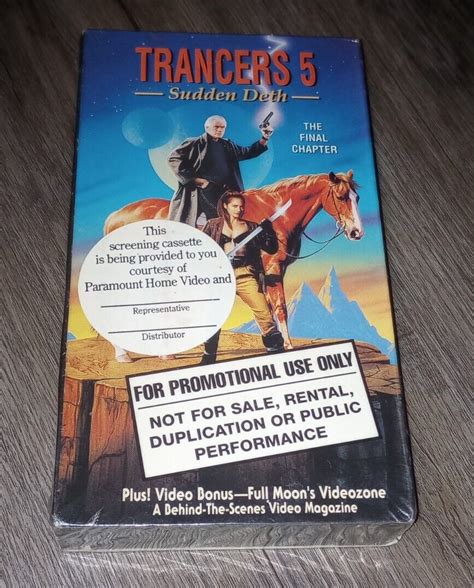 TRANCERS 5
Sudden Deth
THE
FINAL
CHAPTER
This
screening cassette
is being provided to you
courtesy of
Paramount Home Video and
Representative
Distributor
FOR PROMOTIONAL USE ONLY
NOT FOR SALE, RENTAL,
DUPLICATION OR PUBLIC
PERFORMANCE
Plus! Video Bonus—Full Moon's Videozone
A Behind-The-Scenes Video Magazine